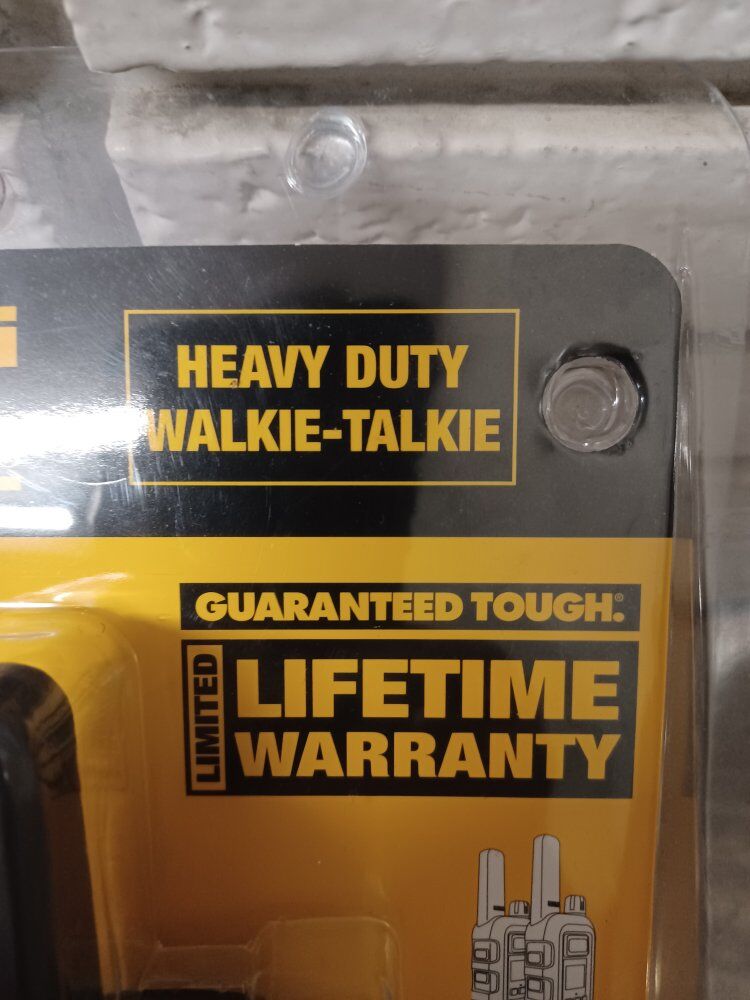 HEAVY DUTY
WALKIE-TALKIE
GUARANTEED TOUGH.®
LIMITED
LIFETIME
WARRANTY